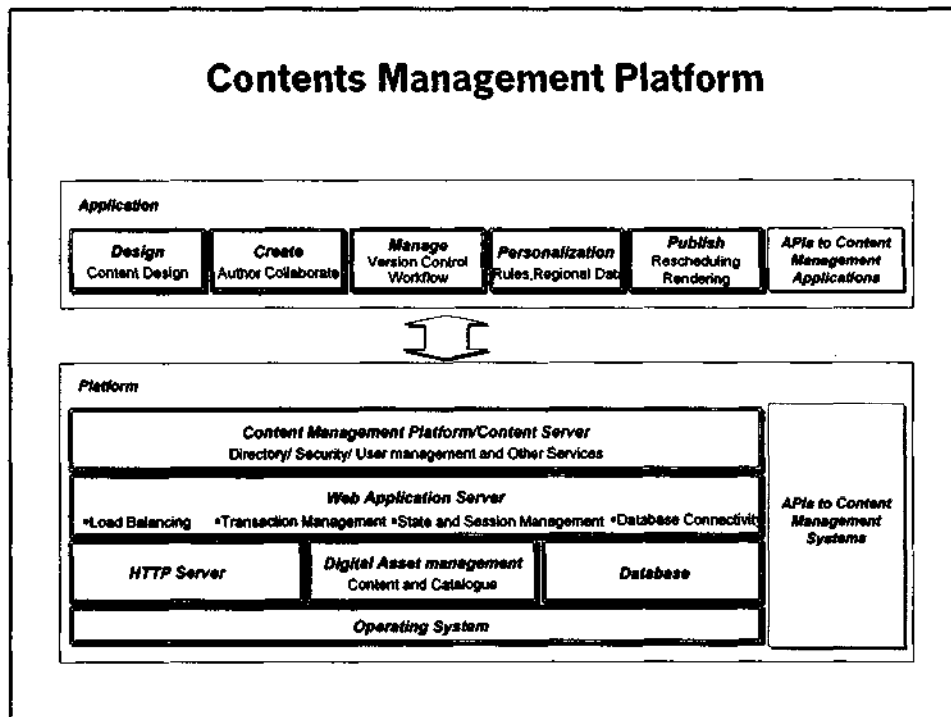 Contents Management Platform
Application
Design
Content Design
Create
Author Collaborate
Manage
Version Control
Workflow
Personalization
Rules,Regional Data
Publish
Rescheduling
Rendering
APIs to Content
Management
Applications
Platform
Content Management Platform/Content Server
Directory/ Security/ User management and Other Services
Web Application Server
•Load Balancing •Transaction Management •State and Session Management •Database Connectivity
HTTP Server
Digital Asset management
Content and Catalogue
Database
Operating System
APIs to Content
Management
Systems